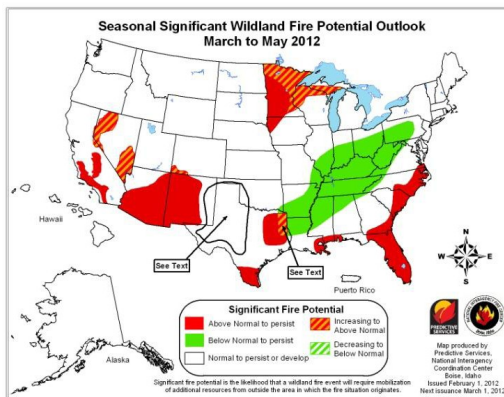 Seasonal Significant Wildland Fire Potential Outlook
March to May 2012
Hawaii
See Text
See Text
Puerto Rico
N
W
E
S
Alaska
Significant Fire Potential
Above Normal to persist
Increasing to
Above Normal
Below Normal to persist
Decreasing to
Below Normal
Normal to persist or develop
PREDICTIVE
SERVICES
Map produced by
Predictive Services,
National Interagency
Coordination Center
Boise, Idaho
Issued February 1, 2012
Next issuance March 1, 2012
Significant fire potential is the likelihood that a wildland fire event will require mobilization
of additional resources from outside the area in which the fire situation originates.